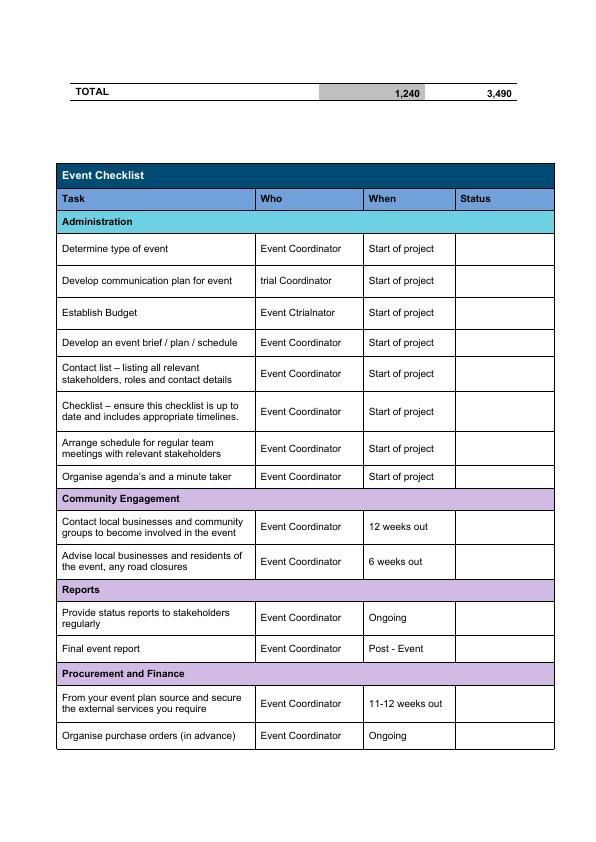 TOTAL 1,240 3,490
Event Checklist
Task Who When Status
Administration
Determine type of event Event Coordinator Start of project
Develop communication plan for event trial Coordinator Start of project
Establish Budget Event Ctrialnator Start of project
Develop an event brief / plan / schedule Event Coordinator Start of project
Contact list – listing all relevant
stakeholders, roles and contact details Event Coordinator Start of project
Checklist – ensure this checklist is up to
date and includes appropriate timelines. Event Coordinator Start of project
Arrange schedule for regular team
meetings with relevant stakeholders Event Coordinator Start of project
Organise agenda's and a minute taker Event Coordinator Start of project
Community Engagement
Contact local businesses and community
groups to become involved in the event Event Coordinator 12 weeks out
Advise local businesses and residents of
the event, any road closures Event Coordinator 6 weeks out
Reports
Provide status reports to stakeholders
regularly Event Coordinator Ongoing
Final event report Event Coordinator Post - Event
Procurement and Finance
From your event plan source and secure
the external services you require Event Coordinator 11-12 weeks out
Organise purchase orders (in advance) Event Coordinator Ongoing